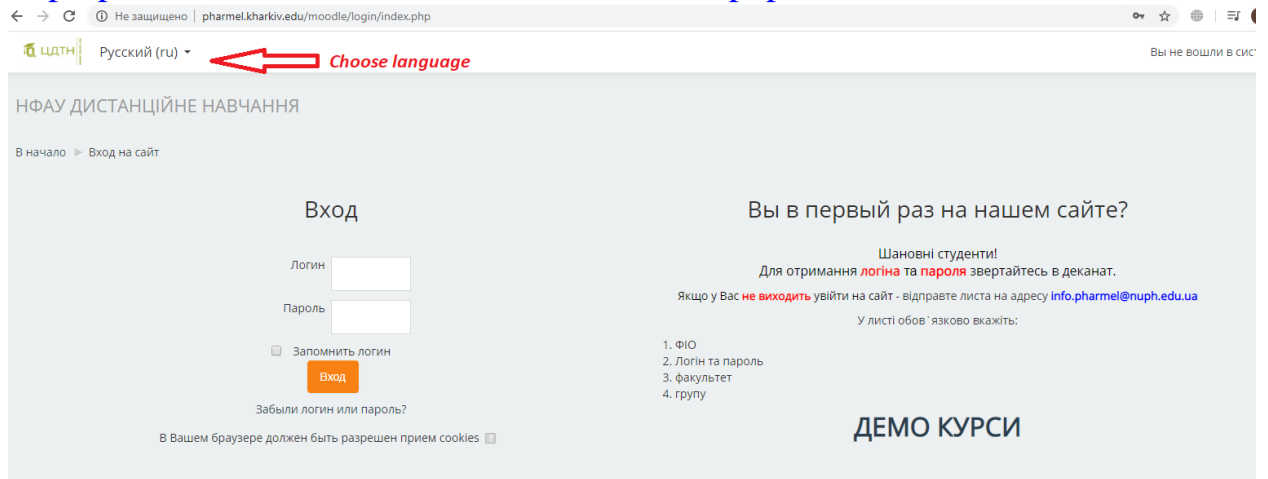 Не защищено | pharmel.kharkiv.edu/moodle/login/index.php
ЦДТН Русский (ru)
Choose language
Вы не вошли в сист
НФАУ ДИСТАНЦІЙНЕ НАВЧАННЯ
В начало ► Вход на сайт
Вход
Логин
Пароль
Запомнить логин
Вход
Забыли логин или пароль?
В Вашем браузере должен быть разрешен прием cookies
Вы в первый раз на нашем сайте?
Шановні студенти!
Для отримання логіна та пароля звертайтесь в деканат.
Якщо у Вас не виходить увійти на сайт - відправте листа на адресу info.pharmel@nuph.edu.ua
У листі обов`язково вкажіть:
1. ФІО
2. Логін та пароль
3. факультет
4. групу
ДЕМО КУРСИ